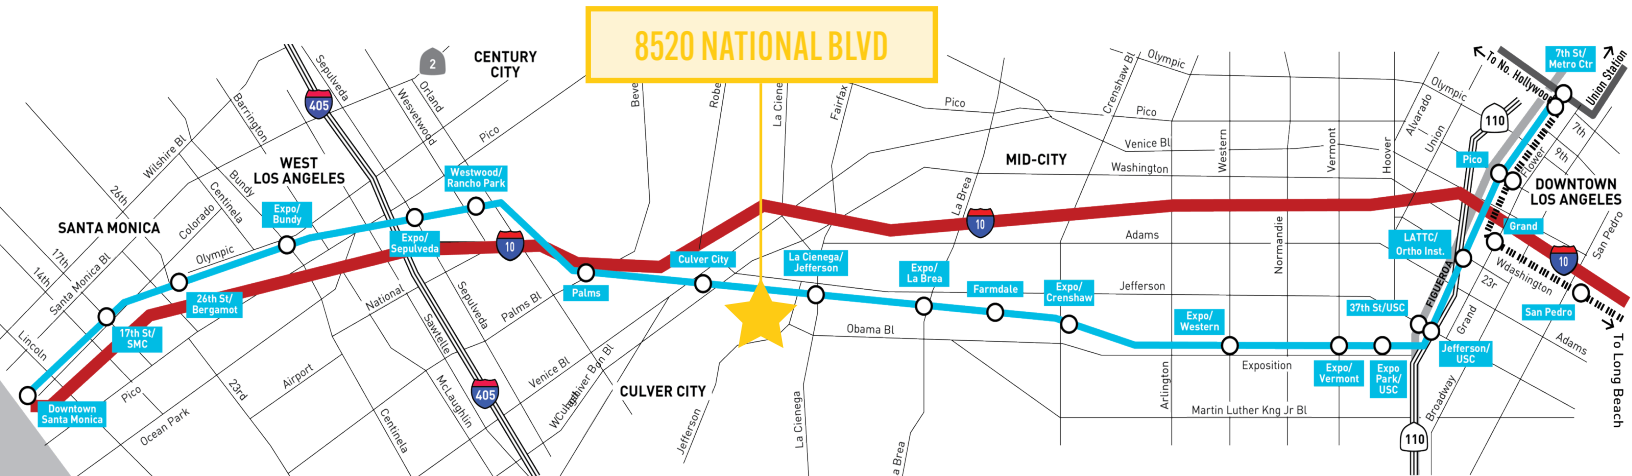 8520 NATIONAL BLVD
CENTURY
CITY
2
405
Sepulveda
Orland
Westwetwood
Barrington
Pico
Wilshire Bl
WEST
LOS ANGELES
Westwood/
Rancho Park
26th
Bundy
Centinela
Colorado
Expo/
Bundy
SANTA MONICA
Olympic
Expo/
Sepulveda
10
17th
14th
Santa Monica Bl
26th St/
Bergamot
National
Sepulveda
Palms Bl
Palms
17th St/
SMC
Lincoln
Sawtelle
Downtown
Santa Monica
Pico
23rd
Airport
Ocean Park
Centinela
McLaughlin
405
Venice Bl
CULVER CITY
Culver City
Beve
Robe
La Ciene
Fairfax
Pico
Crenshaw Bl
Olympic
Pico
Venice Bl
Washington
MID-CITY
La Brea
10
Adams
La Cienega/
Jefferson
Expo/
La Brea
Farmdale
Expo/
Crenshaw
Jefferson
Obama Bl
Jefferson
La Cienega
a Brea
Western
Vermont
Hoover
Normandie
Arlington
Expo/
Western
Exposition
Expo/
Vermont
Expo
Park/
USC
Martin Luther Kng Jr Bl
Alvarado
Union
Olympic
110
To No. Hollywood
7th St/
Metro Ctr
Union Station
7th
9th
Flower
Pico
DOWNTOWN
LOS ANGELES
San Pedro
Grand
LATTC/
Ortho Inst.
10
Wdashington
23r
FIGUEROA
37th St/USC
Grand
San Pedro
Adams
Jefferson/
USC
Broadway
110
To Long Beach